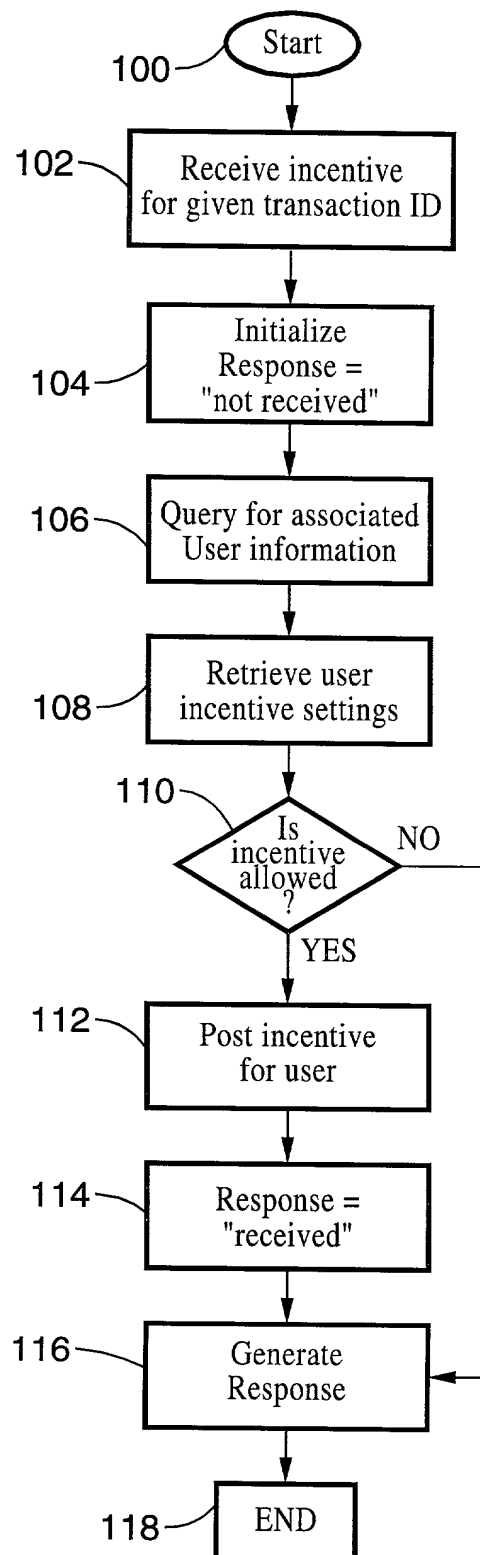 100
Start
102
Receive incentive
for given transaction ID
104
Initialize
Response =
"not received"
106
Query for associated
User information
108
Retrieve user
incentive settings
110
Is
incentive
allowed
?
NO
YES
112
Post incentive
for user
114
Response =
"received"
116
Generate
Response
118
END